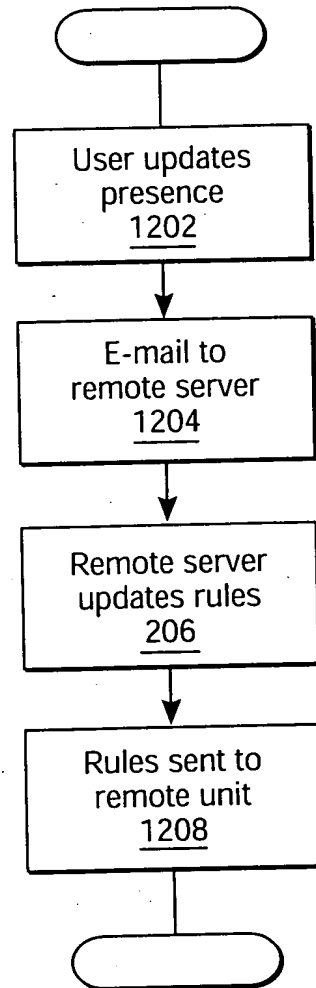 User updates
presence
1202
E-mail to
remote server
1204
Remote server
updates rules
206
Rules sent to
remote unit
1208